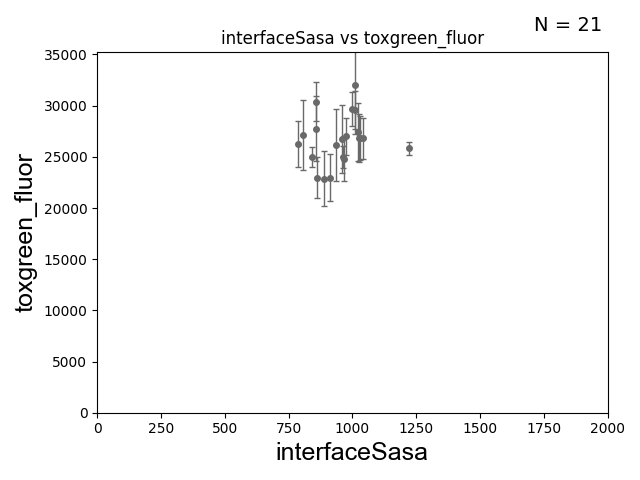 N = 21
interfaceSasa vs toxgreen_fluor
35000
30000
25000
20000
15000
10000
5000
0
toxgreen_fluor
0 250 500 750 1000 1250 1500 1750 2000
interfaceSasa